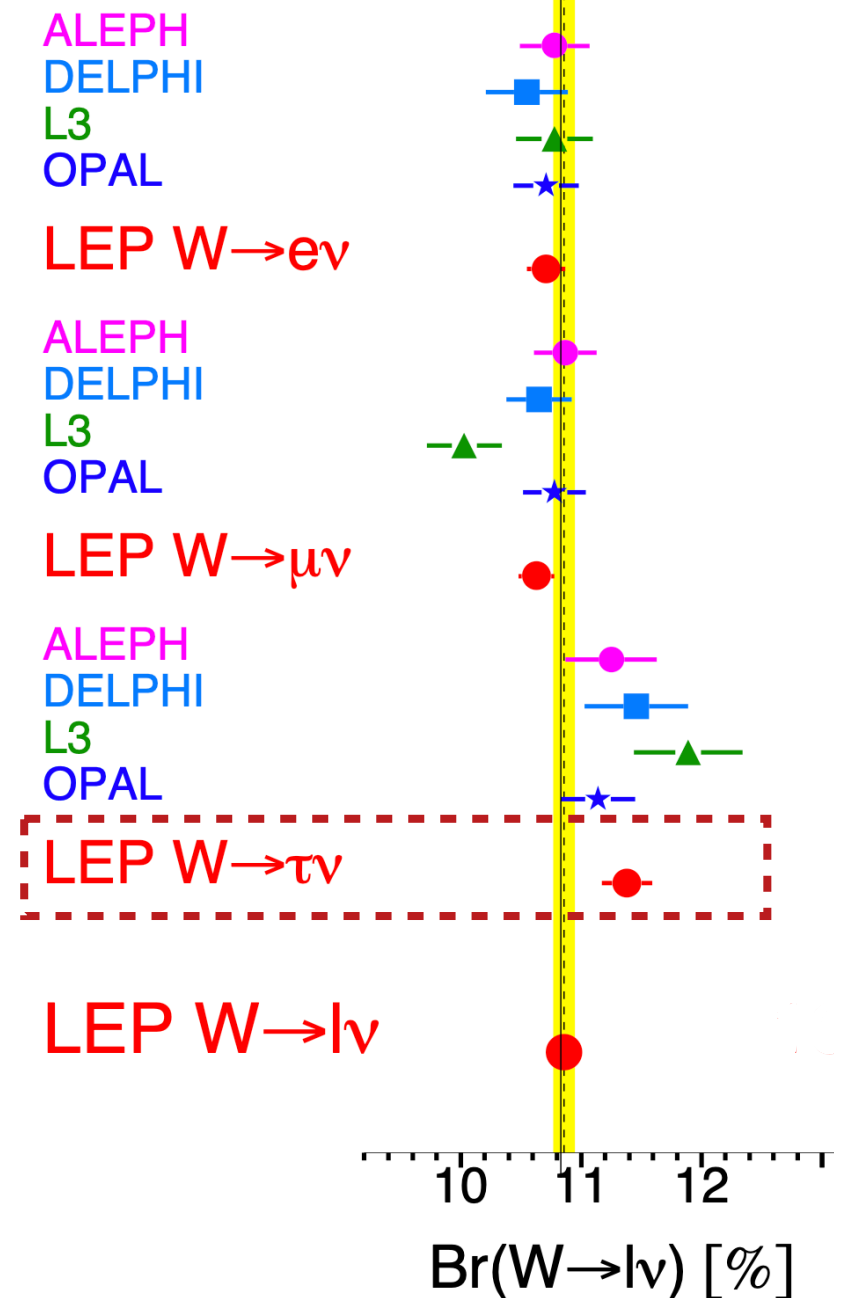 ALEPH
DELPHI
L3
OPAL
LEP W→eν
ALEPH
DELPHI
L3
OPAL
LEP W→μν
ALEPH
DELPHI
L3
OPAL
LEP W→τν
LEP W→lν
10 11 12
Br(W→lν) [%]